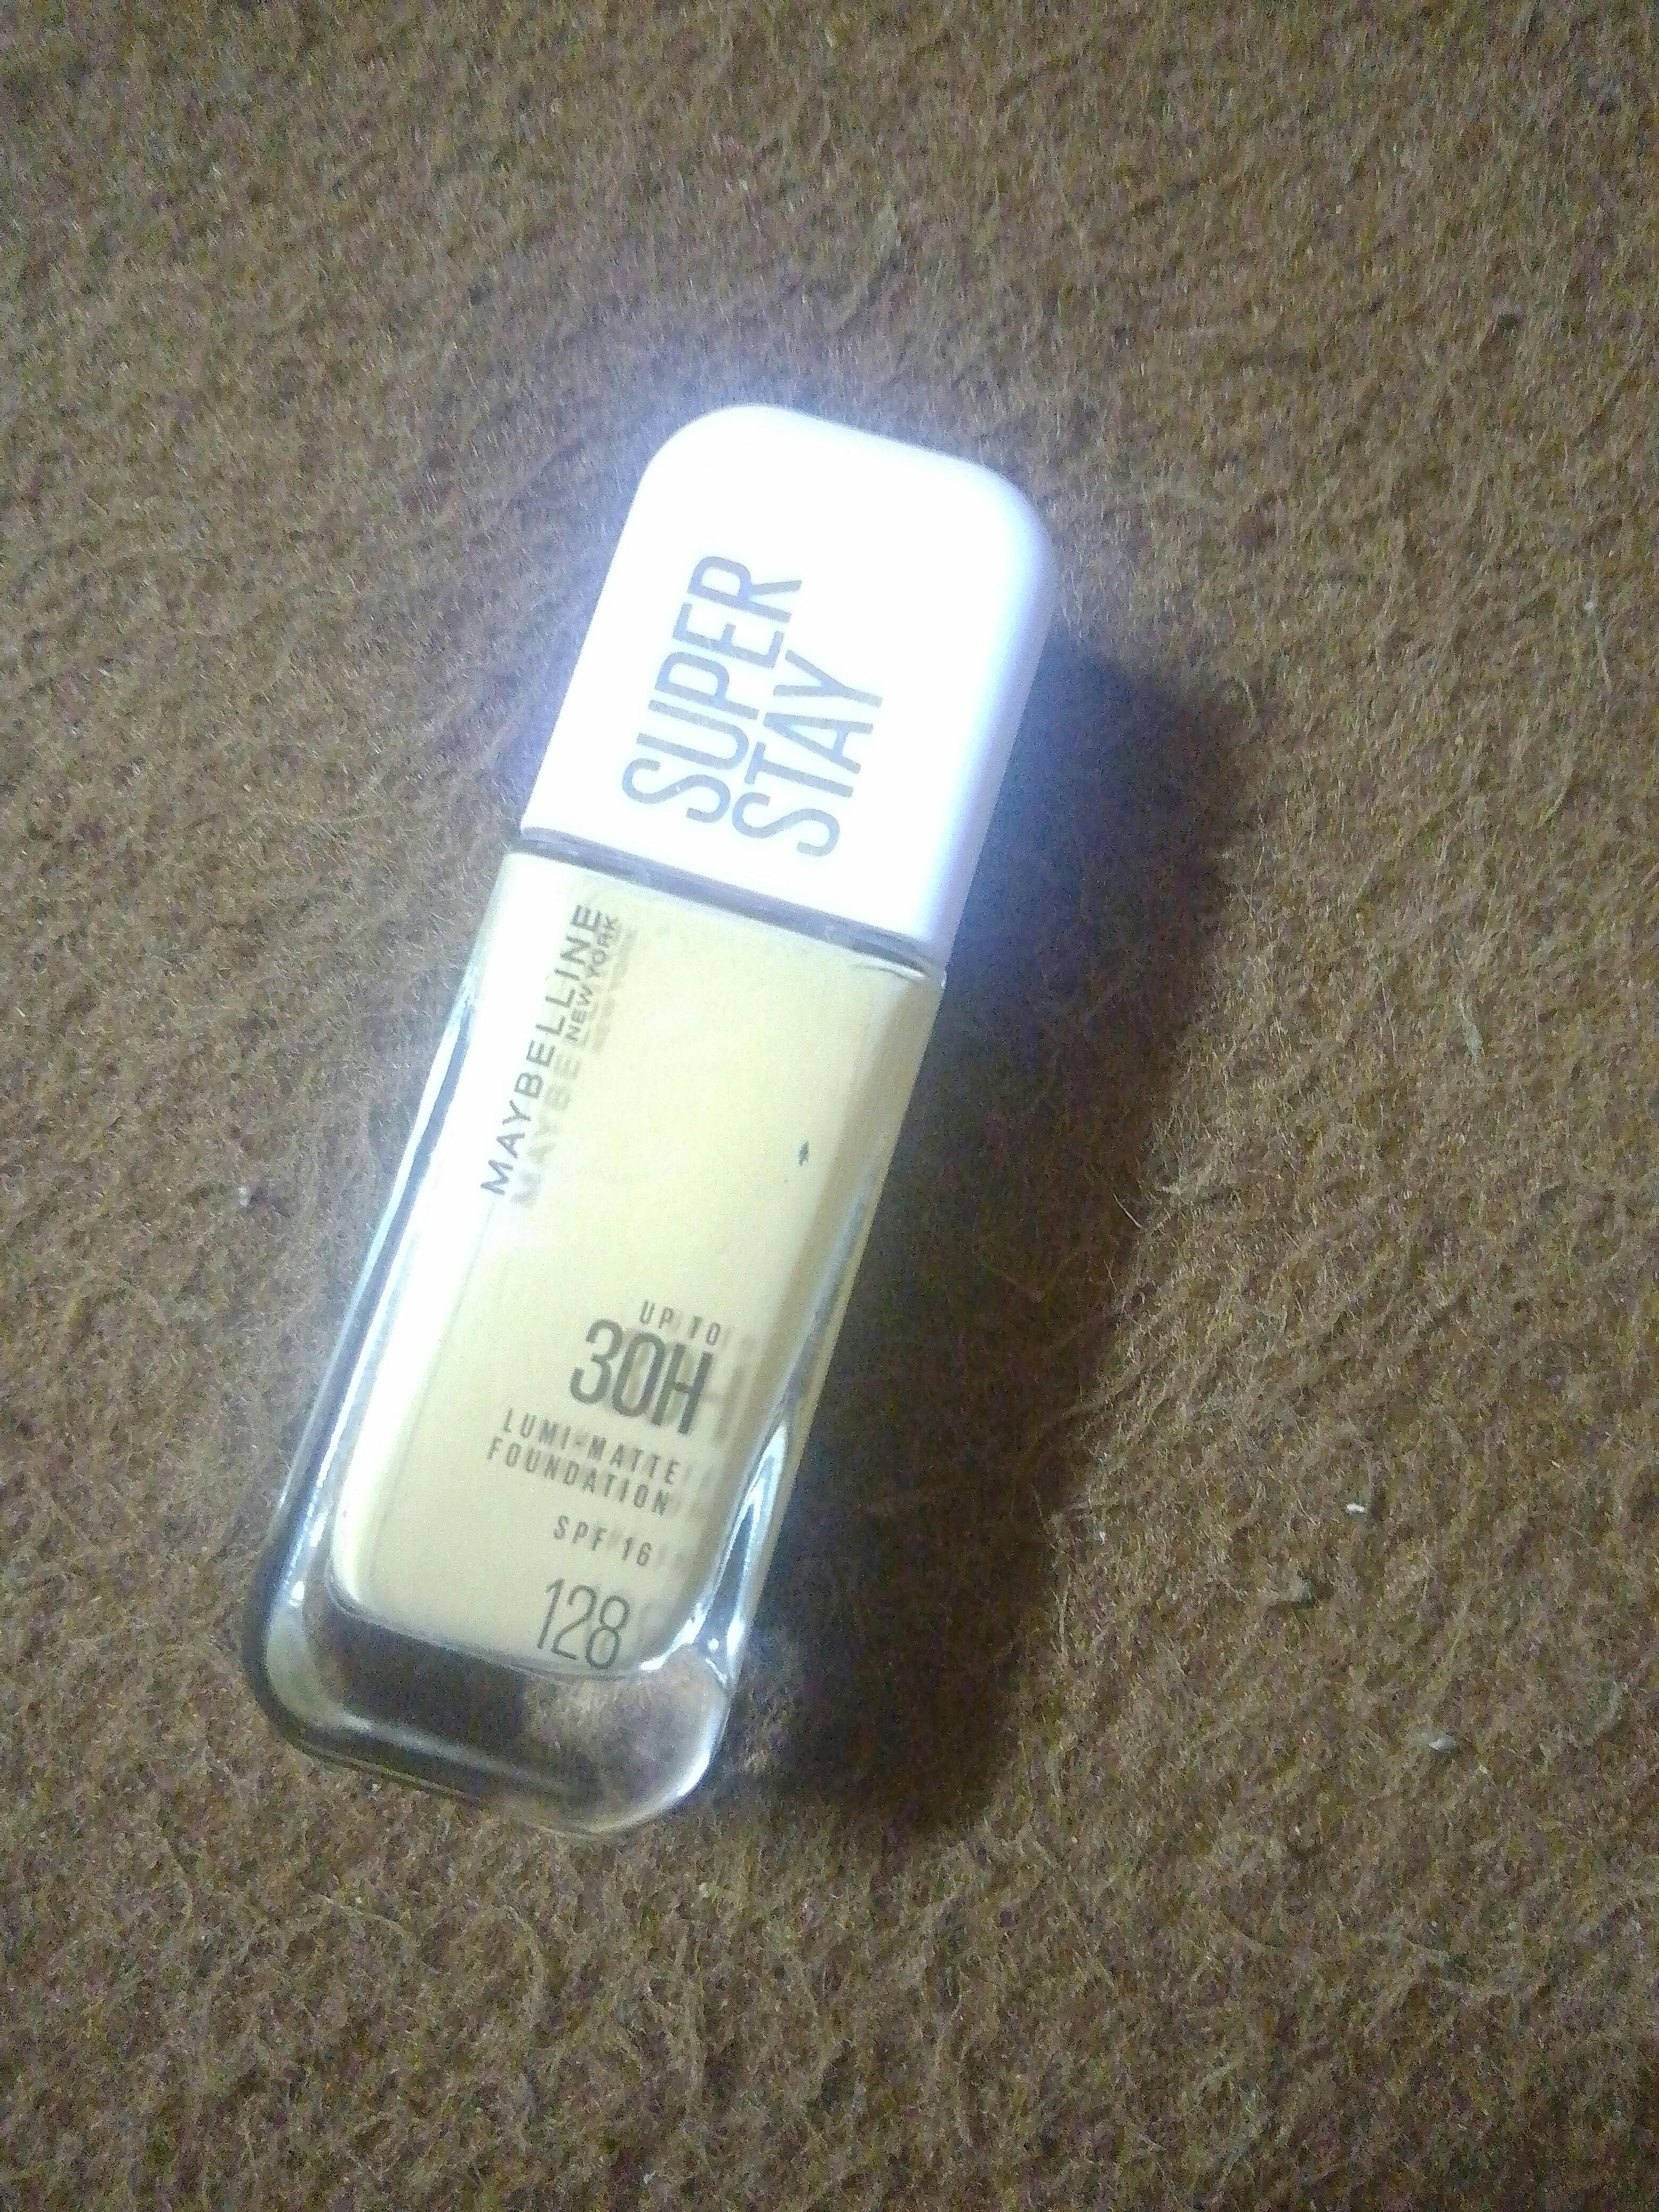 SUPER
STAY
MAYBELLINE
NEW YORK
UP TO
30H
LUMI-MATTE
FOUNDATION
SPF 16
128